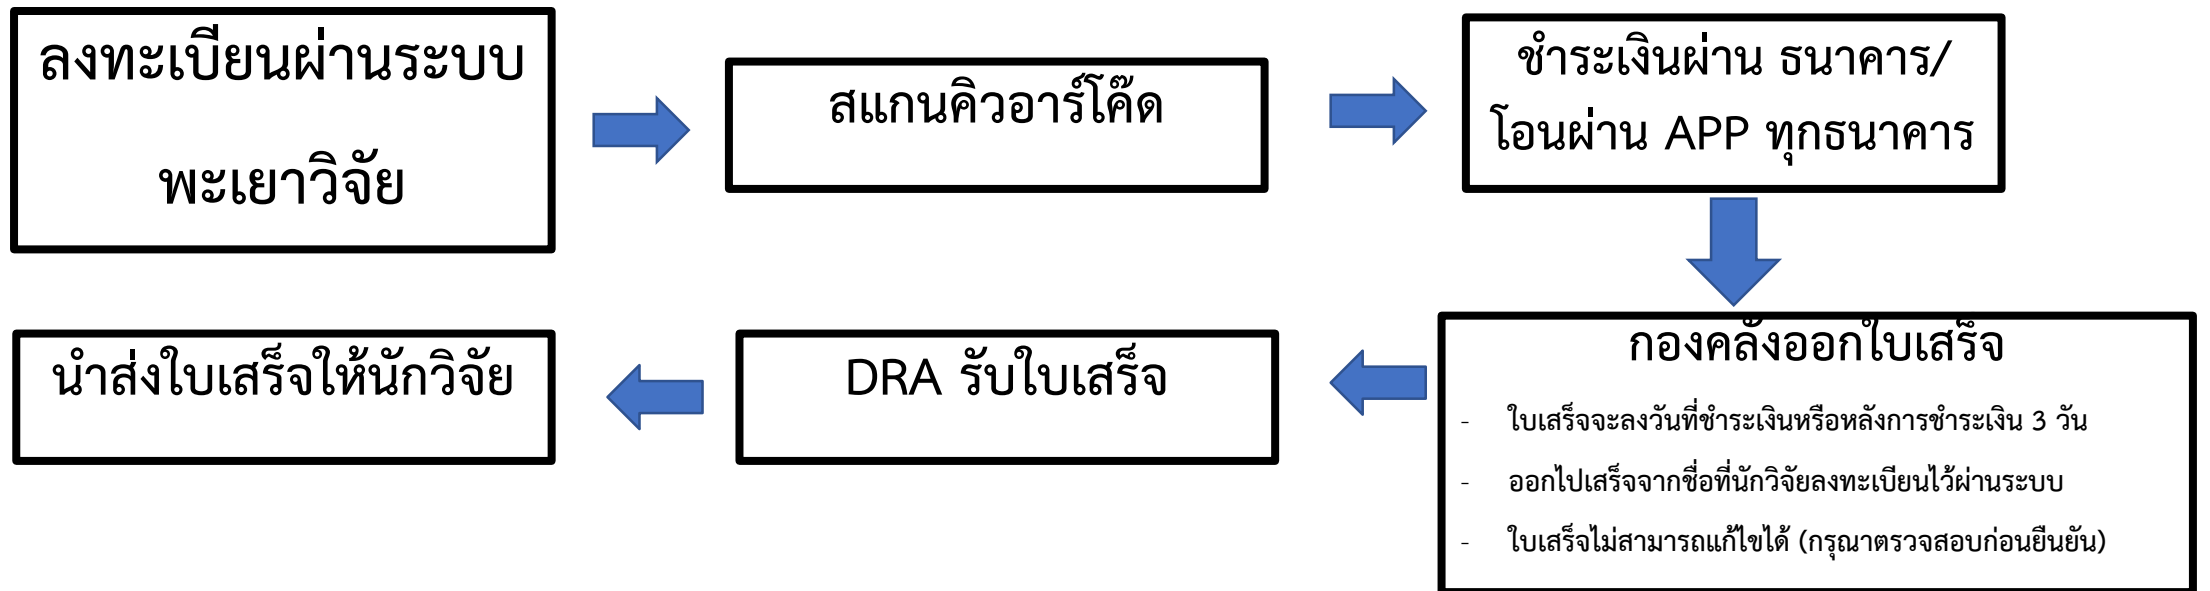 ลงทะเบียนผ่านระบบ
พะเยาวิจัย
สแกนคิวอาร์โค๊ด
ชำระเงินผ่าน ธนาคาร/
โอนผ่าน APP ทุกธนาคาร
กองคลังออกใบเสร็จ
- ใบเสร็จจะลงวันที่ชำระเงินหรือหลังการชำระเงิน 3 วัน
- ออกไปเสร็จจากชื่อที่นักวิจัยลงทะเบียนไว้ผ่านระบบ
- ใบเสร็จไม่สามารถแก้ไขได้ (กรุณาตรวจสอบก่อนยืนยัน)
DRA รับใบเสร็จ
นำส่งใบเสร็จให้นักวิจัย